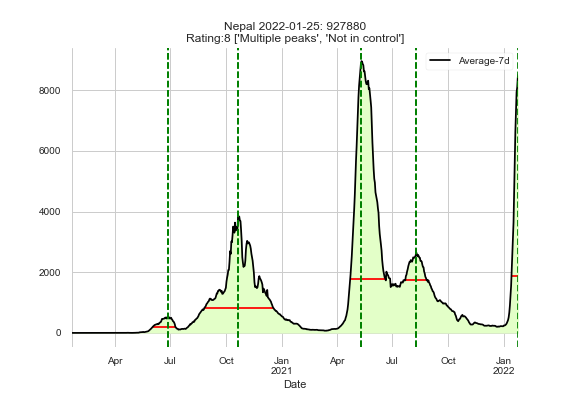 Nepal 2022-01-25: 927880
Rating:8 ['Multiple peaks', 'Not in control']
Average-7d
8000
6000
4000
2000
0
Apr Jul Oct Jan Apr Jul Oct Jan
2021 2022
Date